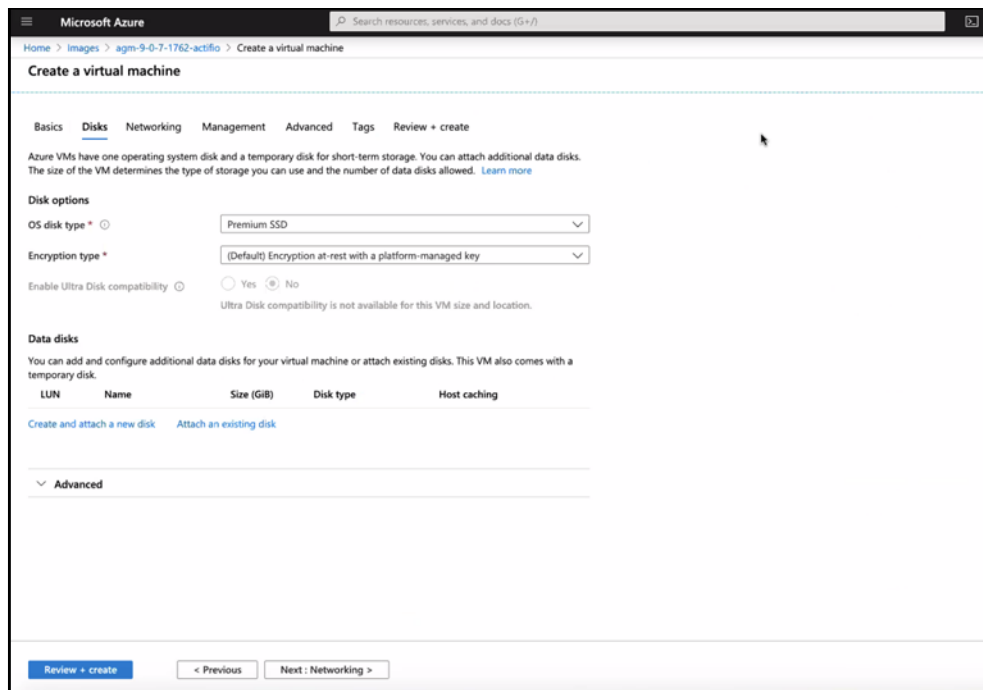 Microsoft Azure
Search resources, services, and docs (G+/)
Home > Images > agm-9-0-7-1762-actifio > Create a virtual machine
Create a virtual machine
Basics Disks Networking Management Advanced Tags Review + create
Azure VMs have one operating system disk and a temporary disk for short-term storage. You can attach additional data disks.
The size of the VM determines the type of storage you can use and the number of data disks allowed. Learn more
Disk options
OS disk type *
Premium SSD
Encryption type *
(Default) Encryption at-rest with a platform-managed key
Enable Ultra Disk compatibility
Yes No
Ultra Disk compatibility is not available for this VM size and location.
Data disks
You can add and configure additional data disks for your virtual machine or attach existing disks. This VM also comes with a
temporary disk.
LUN Name Size (GiB) Disk type Host caching
Create and attach a new disk Attach an existing disk
Advanced
Review + create < Previous Next : Networking >